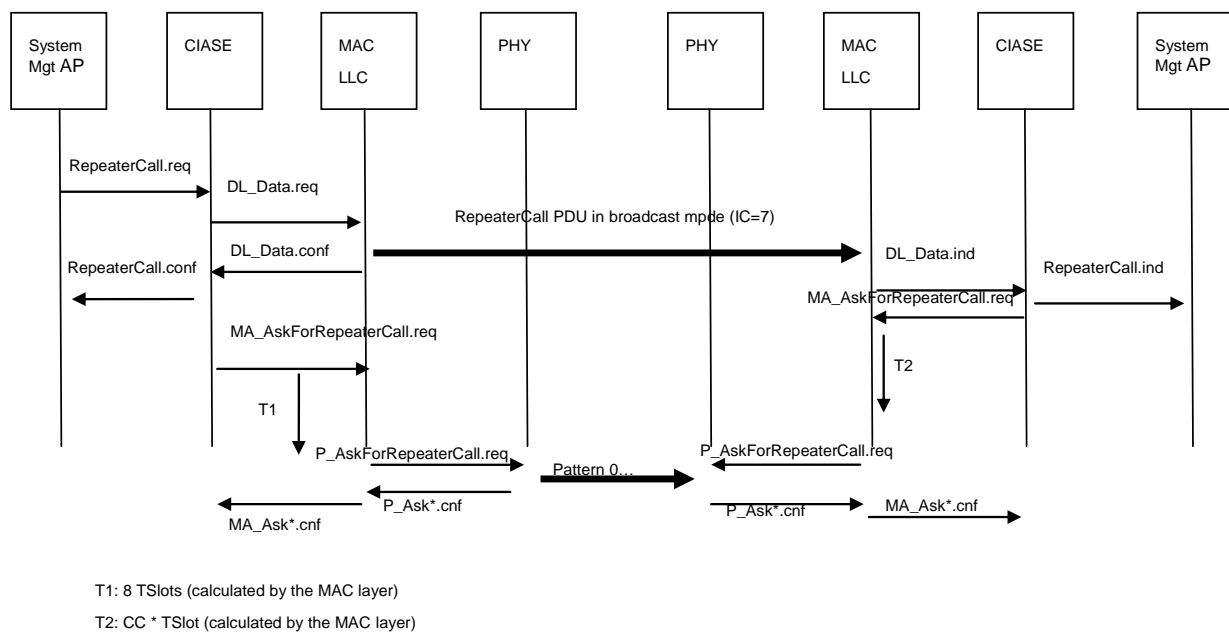 System
Mgt AP
CIASE
MAC
LLC
PHY
PHY
MAC
LLC
CIASE
System
Mgt AP
RepeaterCall.req
DL_Data.req
RepeaterCall PDU in broadcast mpde (IC=7)
DL_Data.conf
DL_Data.ind
RepeaterCall.conf
RepeaterCall.ind
MA_AskForRepeaterCall.req
MA_AskForRepeaterCall.req
T2
T1
P_AskForRepeaterCall.req
P_AskForRepeaterCall.req
Pattern 0…
P_Ask*.cnf
MA_Ask*.cnf
P_Ask*.cnf
MA_Ask*.cnf
T1: 8 TSlots (calculated by the MAC layer)
T2: CC * TSlot (calculated by the MAC layer)